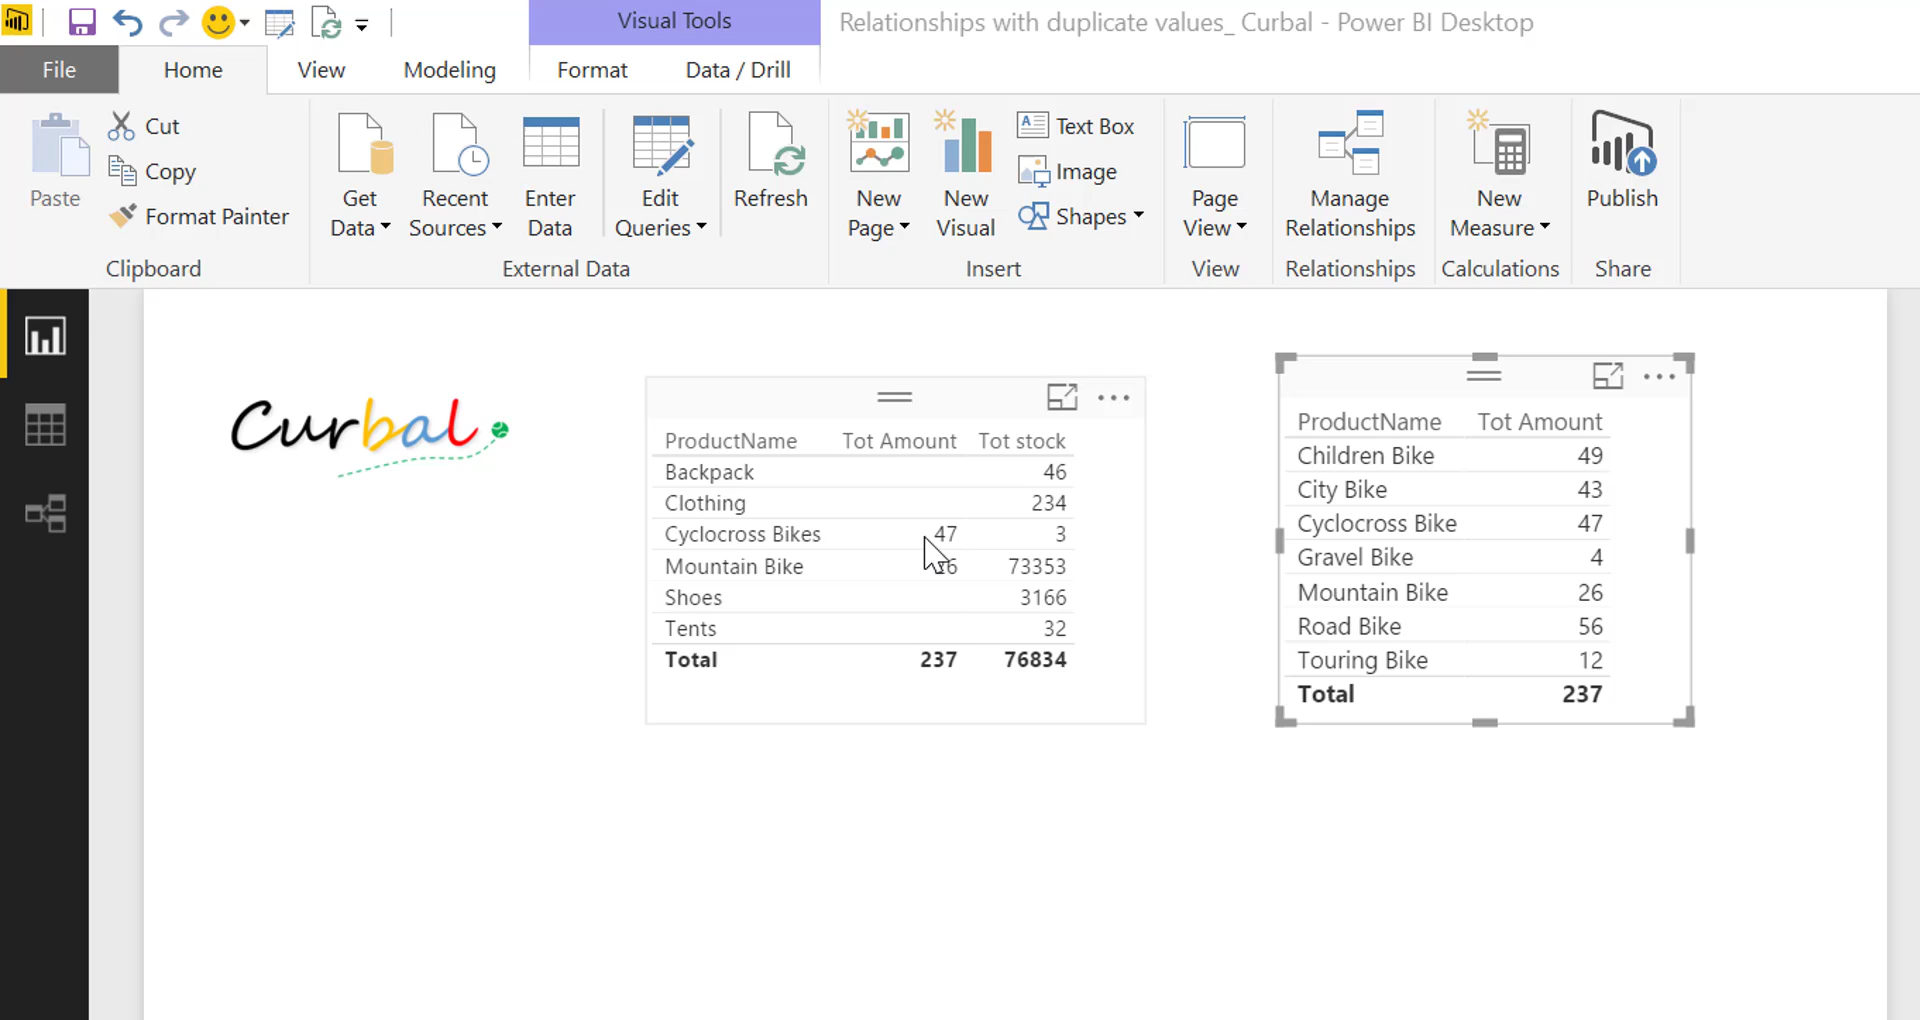 Visual Tools
Relationships with duplicate values_ Curbal - Power BI Desktop
File
Home
View
Modeling
Format
Data / Drill
Paste
Cut
Copy
Format Painter
Clipboard
Get Data
Recent Sources
Enter Data
External Data
Edit Queries
Refresh
New Page
New Visual
Text Box
Image
Shapes
Insert
Page View
View
Manage Relationships
Relationships
New Measure
Calculations
Publish
Share
Curbal
ProductName Tot Amount Tot stock
Backpack 46
Clothing 234
Cyclocross Bikes 47 3
Mountain Bike 73353
Shoes 3166
Tents 32
Total 237 76834
ProductName Tot Amount
Children Bike 49
City Bike 43
Cyclocross Bike 47
Gravel Bike 4
Mountain Bike 26
Road Bike 56
Touring Bike 12
Total 237